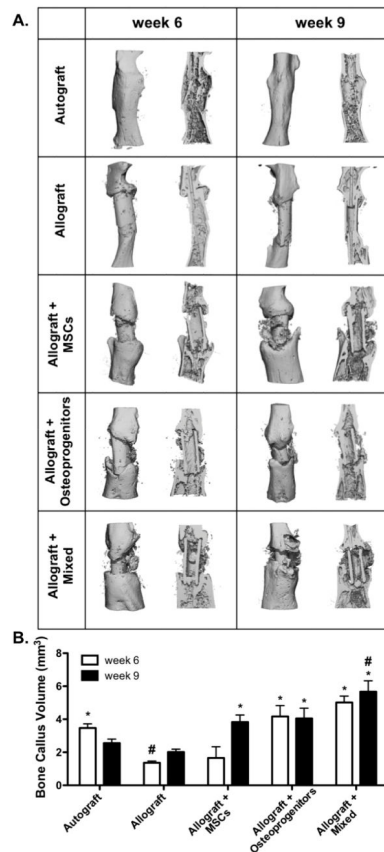 A.
week 6
week 9
Autograft
Allograft
Allograft +
MSCs
Allograft +
Osteoprogenitors
Allograft +
Mixed
B.
Bone Callus Volume (mm³)
8
6
4
2
0
week 6
week 9
*
#
*
*
*
*
#
*
Autograft
Allograft
Allograft +
MSCs
Allograft +
Osteoprogenitors
Allograft +
Mixed